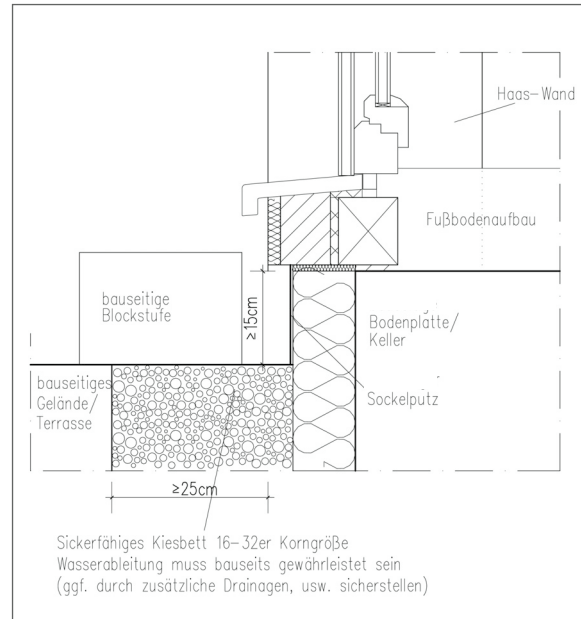 Haas-Wand
Fußbodenaufbau
bauseitige
Blockstufe
≥15cm
Bodenplatte/
Keller
bauseitiges
Gelände/
Terrasse
Sockelputz
≥25cm
Sickerfähiges Kiesbett 16-32er Korngröße
Wasserableitung muss bauseits gewährleistet sein
(ggf. durch zusätzliche Drainagen, usw. sicherstellen)